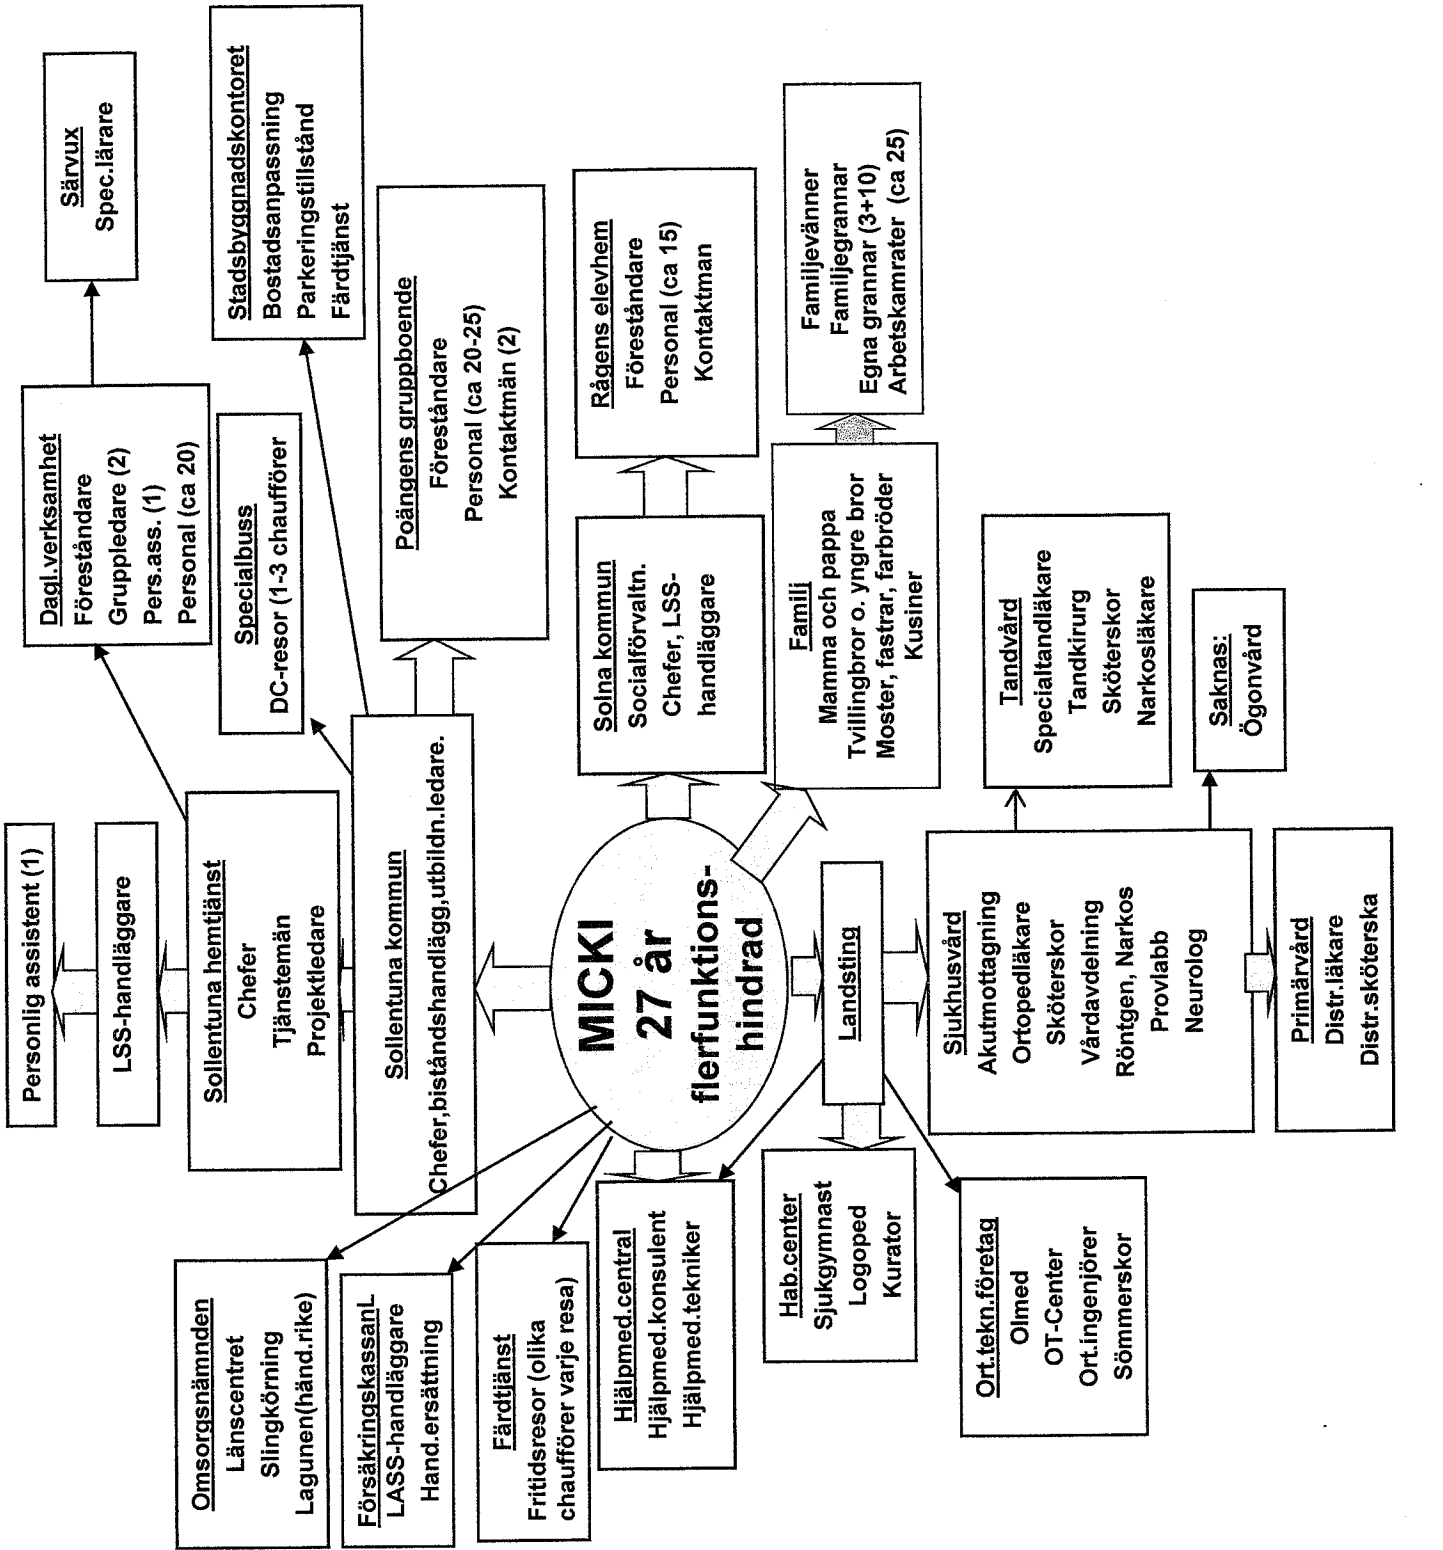 Personlig assistent (1)
LSS-handläggare
Sollentuna hemtjänst
Chefer
Tjänstemän
Projektledare
Dagl.verksamhet
Föreståndare
Gruppledare (2)
Pers.ass. (1)
Personal (ca 20)
Särvux
Spec.lärare
Specialbuss
DC-resor (1-3 chaufförer
Stadsbyggnadskontoret
Bostadsanpassning
Parkeringstillstånd
Färdtjänst
Sollentuna kommun
Chefer,biståndshandlägg,utbildn.ledare.
Poängens gruppboende
Föreståndare
Personal (ca 20-25)
Kontaktmän (2)
Omsorgsnämnden
Länscentret
Slingkörning
Lagunen(händ.rike)
FörsäkringskassanL
LASS-handläggare
Hand.ersättning
Färdtjänst
Fritidsresor (olika
chaufförer varje resa)
MICKI
27 år
flerfunktions-
hindrad
Solna kommun
Socialförvaltn.
Chefer, LSS-
handläggare
Rågens elevhem
Föreståndare
Personal (ca 15)
Kontaktman
Hjälpmed.central
Hjälpmed.konsulent
Hjälpmed.tekniker
Familj
Mamma och pappa
Tvillingbror o. yngre bror
Moster, fastrar, farbröder
Kusiner
Familjevänner
Familjegrannar
Egna grannar (3+10)
Arbetskamrater (ca 25)
Landsting
Hab.center
Sjukgymnast
Logoped
Kurator
Sjukhusvård
Akutmottagning
Ortopedläkare
Sköterskor
Vårdavdelning
Röntgen, Narkos
Provlabb
Neurolog
Tandvård
Specialtandläkare
Tandkirurg
Sköterskor
Narkosläkare
Ort.tekn.företag
Olmed
OT-Center
Ort.ingenjörer
Sömmerskor
Saknas:
Ögonvård
Primärvård
Distr.läkare
Distr.sköterska